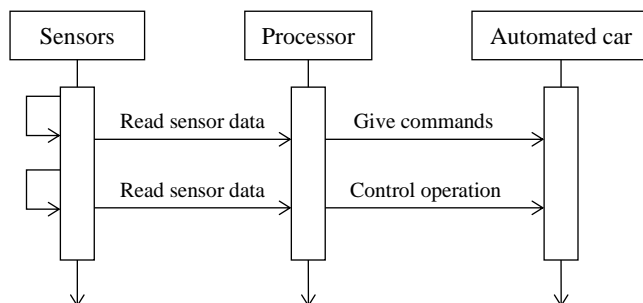 Sensors
Processor
Automated car
Read sensor data
Give commands
Read sensor data
Control operation